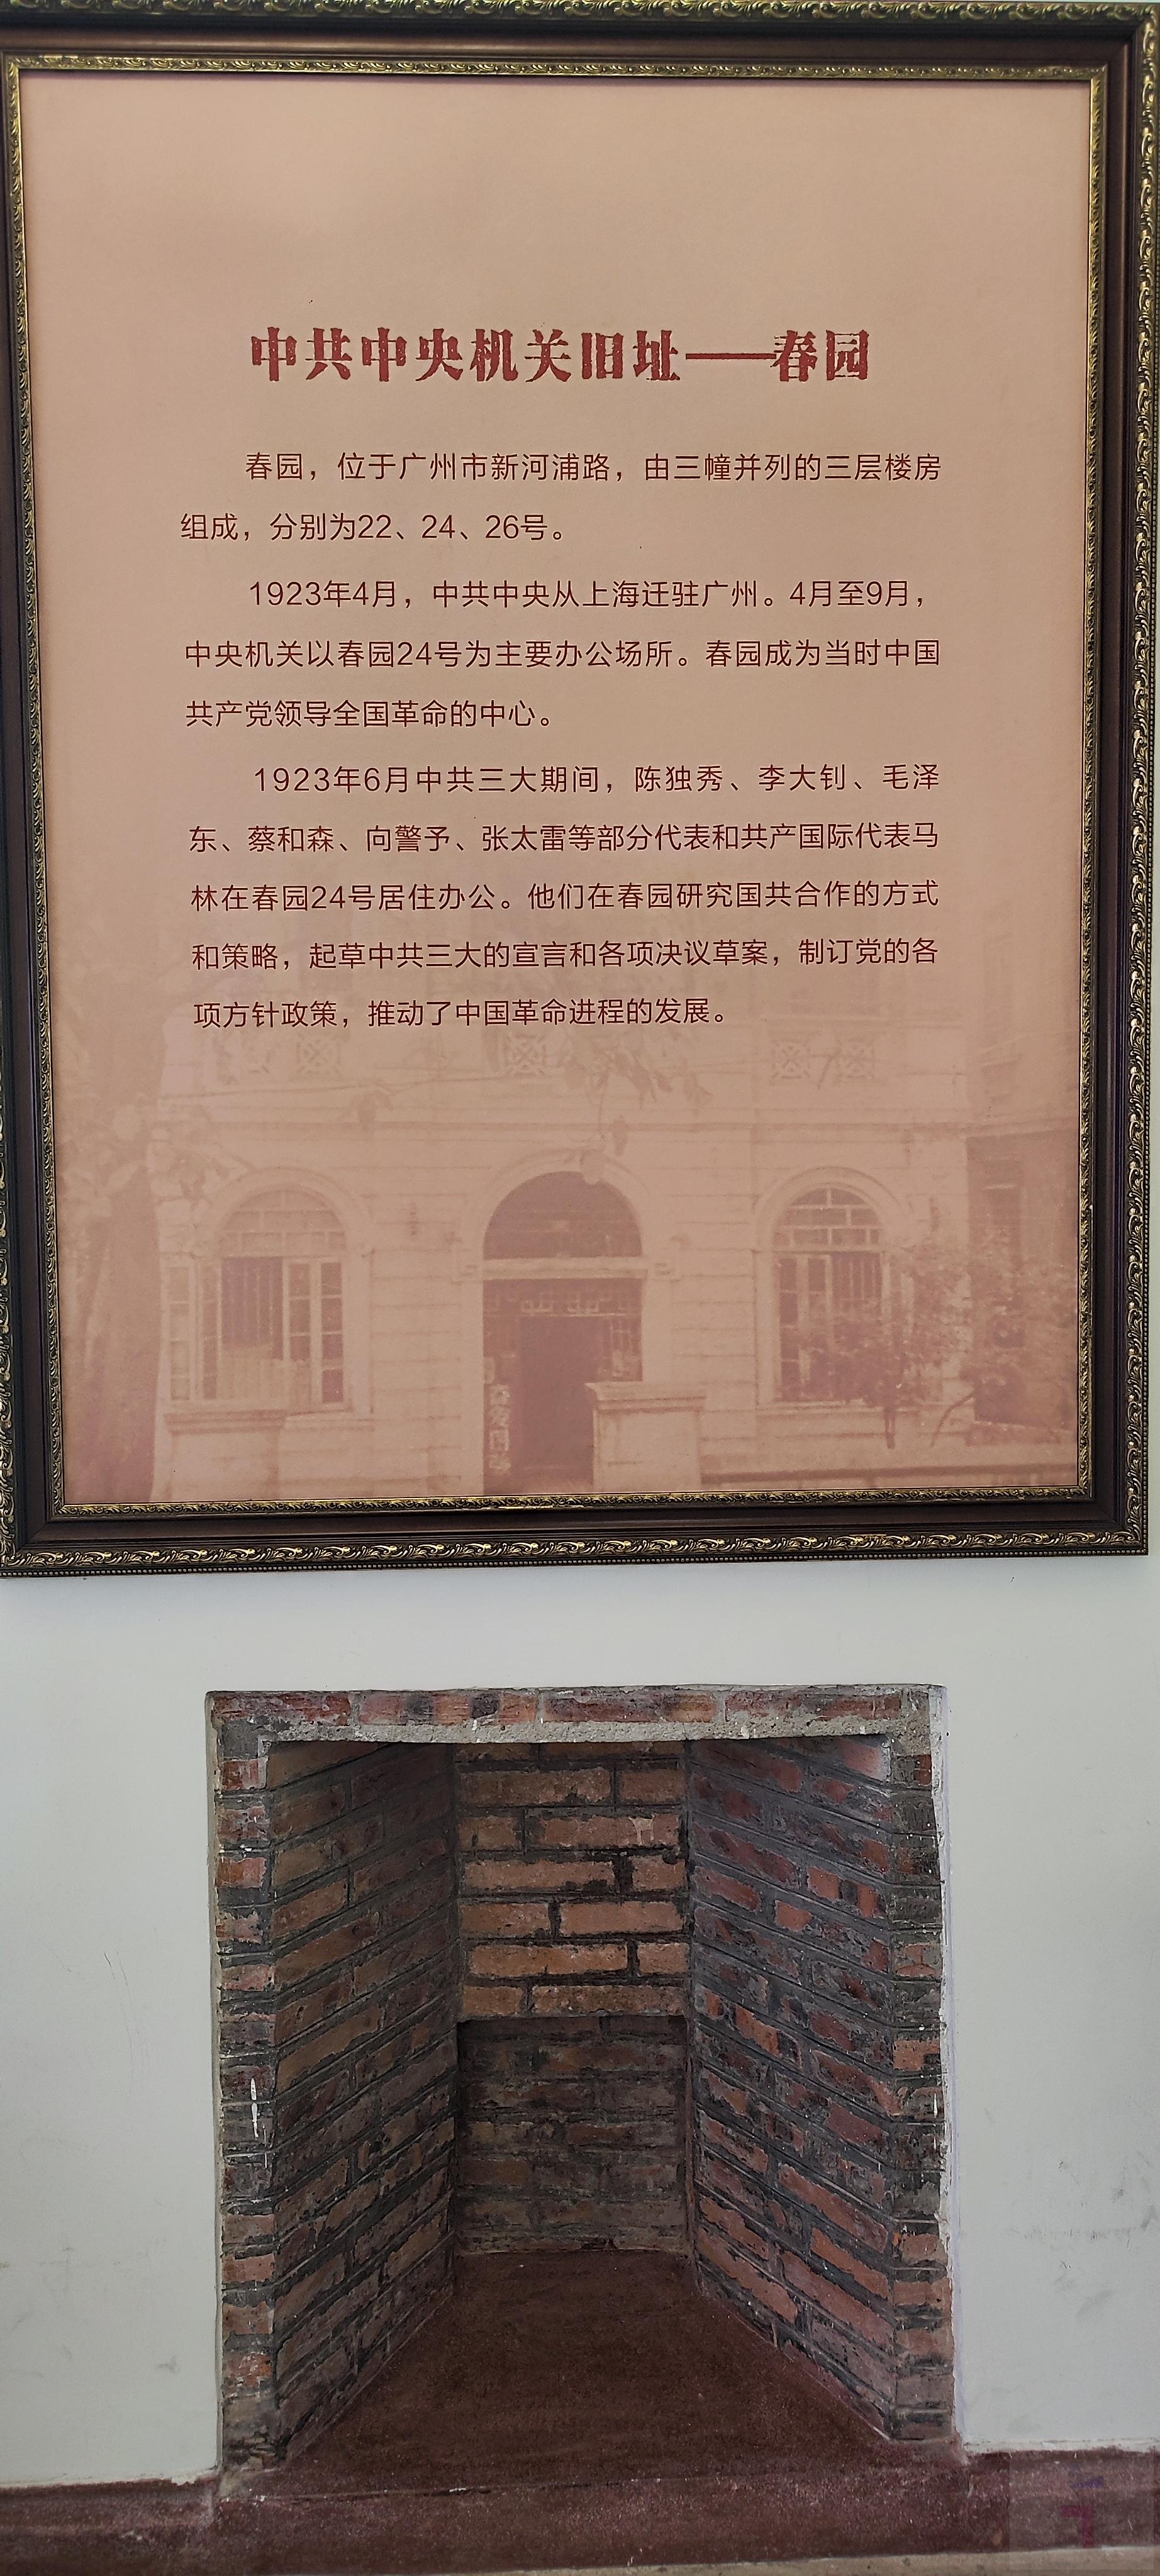 中共中央机关旧址——春园
春园，位于广州市新河浦路，由三幢并列的三层楼房
组成，分别为22、24、26号。
1923年4月，中共中央从上海迁驻广州。4月至9月，
中央机关以春园24号为主要办公场所。春园成为当时中国
共产党领导全国革命的中心。
1923年6月中共三大期间，陈独秀、李大钊、毛泽
东、蔡和森、向警予、张太雷等部分代表和共产国际代表马
林在春园24号居住办公。他们在春园研究国共合作的方式
和策略，起草中共三大的宣言和各项决议草案，制订党的各
项方针政策，推动了中国革命进程的发展。